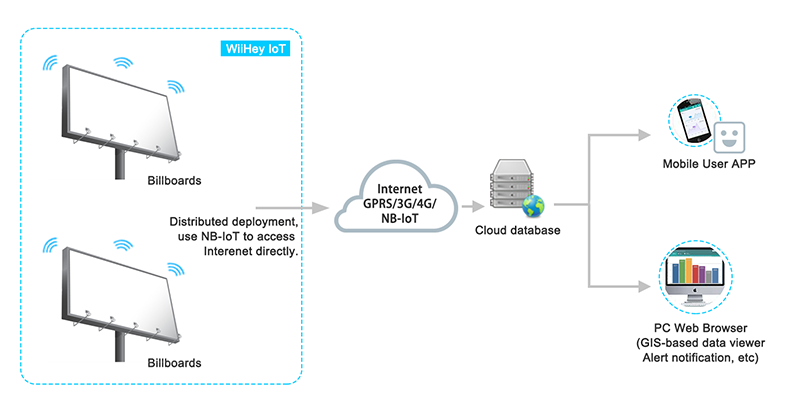 WiiHey IoT
Billboards
Distributed deployment,
use NB-IoT to access
Interenet directly.
Billboards
Internet
GPRS/3G/4G/
NB-IoT
Cloud database
Mobile User APP
PC Web Browser
(GIS-based data viewer
Alert notification, etc)